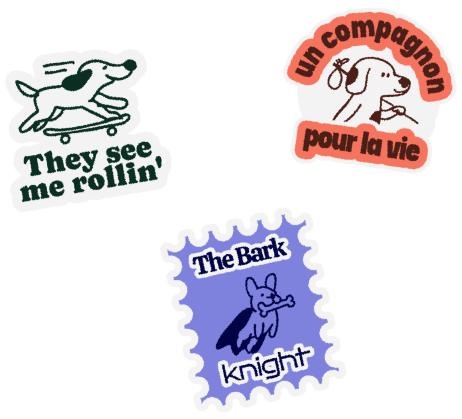 They see
me rollin'
un compagnon
pour la vie
The Bark
knight